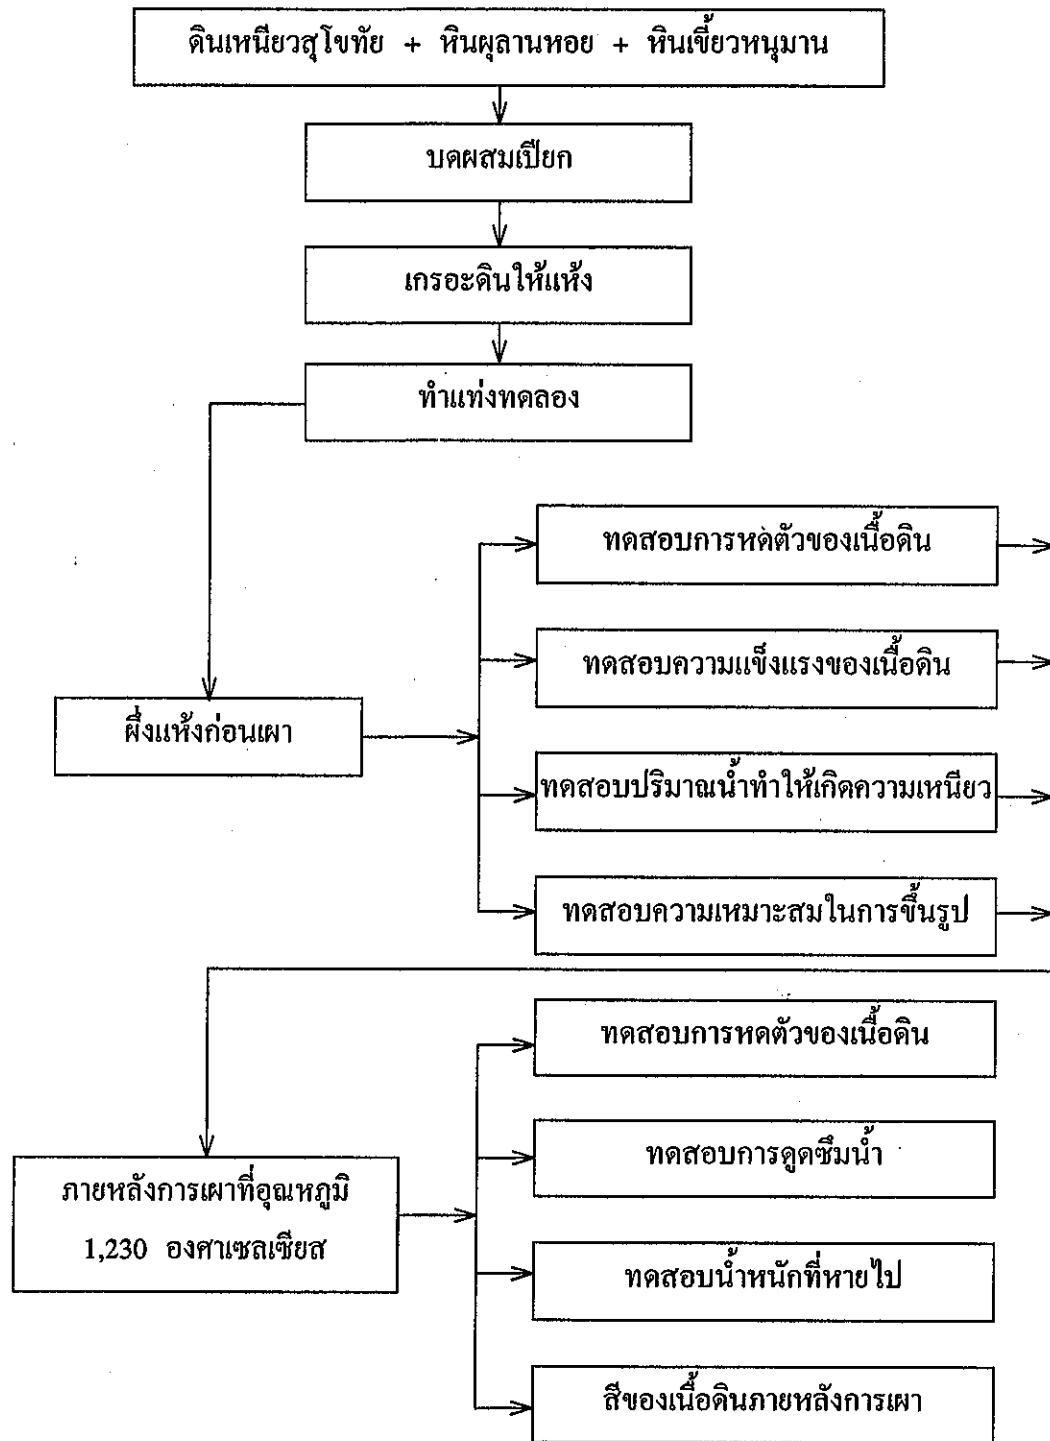 ดินเหนียวสุโขทัย + หินผุลานหอย + หินเขี้ยวหนุมาน
บดผสมเปียก
เกรอะดินให้แห้ง
ทำแท่งทดลอง
ทดสอบการหดตัวของเนื้อดิน
ทดสอบความแข็งแรงของเนื้อดิน
ผึ่งแห้งก่อนเผา
ทดสอบปริมาณน้ำทำให้เกิดความเหนียว
ทดสอบความเหมาะสมในการขึ้นรูป
ทดสอบการหดตัวของเนื้อดิน
ทดสอบการดูดซึมน้ำ
ภายหลังการเผาที่อุณหภูมิ
1,230 องศาเซลเซียส
ทดสอบน้ำหนักที่หายไป
สีของเนื้อดินภายหลังการเผา